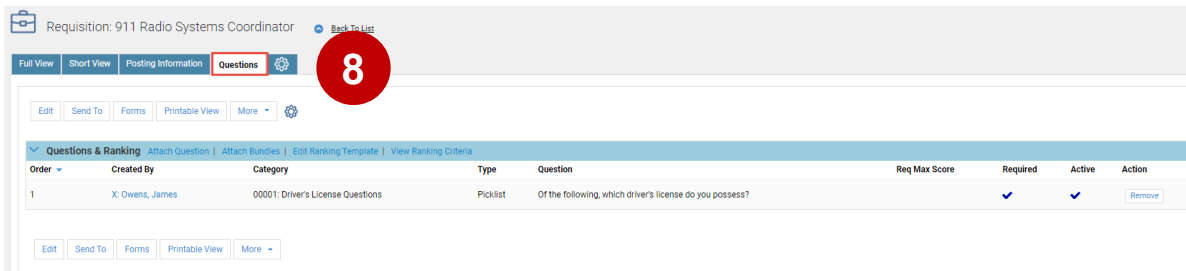 Requisition: 911 Radio Systems Coordinator Back To List
Full View Short View Posting Information Questions
8
Edit Send To Forms Printable View More
Questions & Ranking Attach Question | Attach Bundles | Edit Ranking Template | View Ranking Criteria
Order Created By Category Type Question Req Max Score Required Active Action
1 X: Owens, James 00001: Driver's License Questions Picklist Of the following, which driver's license do you possess? Remove
Edit Send To Forms Printable View More